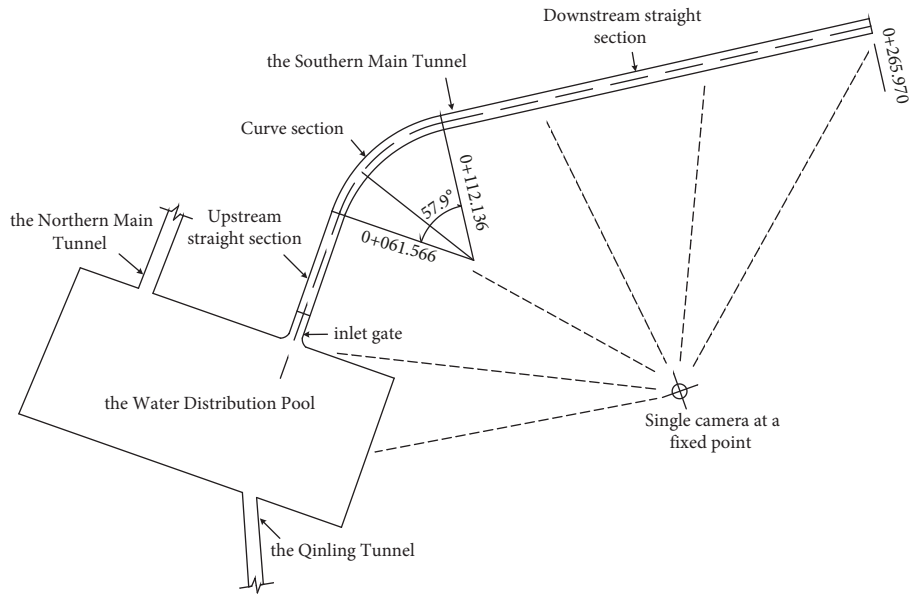 Downstream straight
section
0+265.970
the Southern Main Tunnel
Curve section
0+112.136
57.9°
0+061.566
the Northern Main
Tunnel
Upstream
straight section
inlet gate
the Water Distribution Pool
Single camera at a
fixed point
the Qinling Tunnel